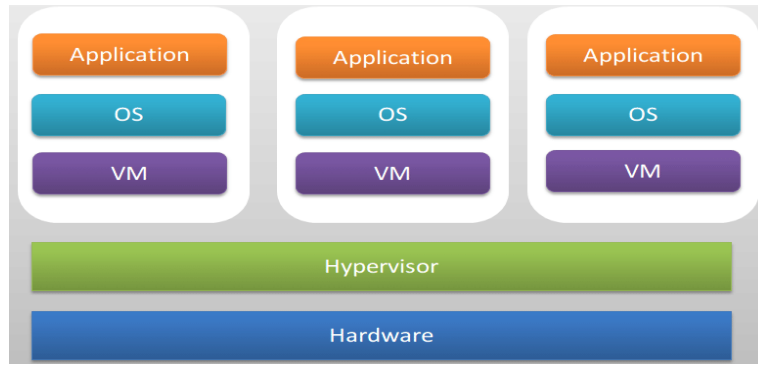 Application
Application
Application
OS
OS
OS
VM
VM
VM
Hypervisor
Hardware